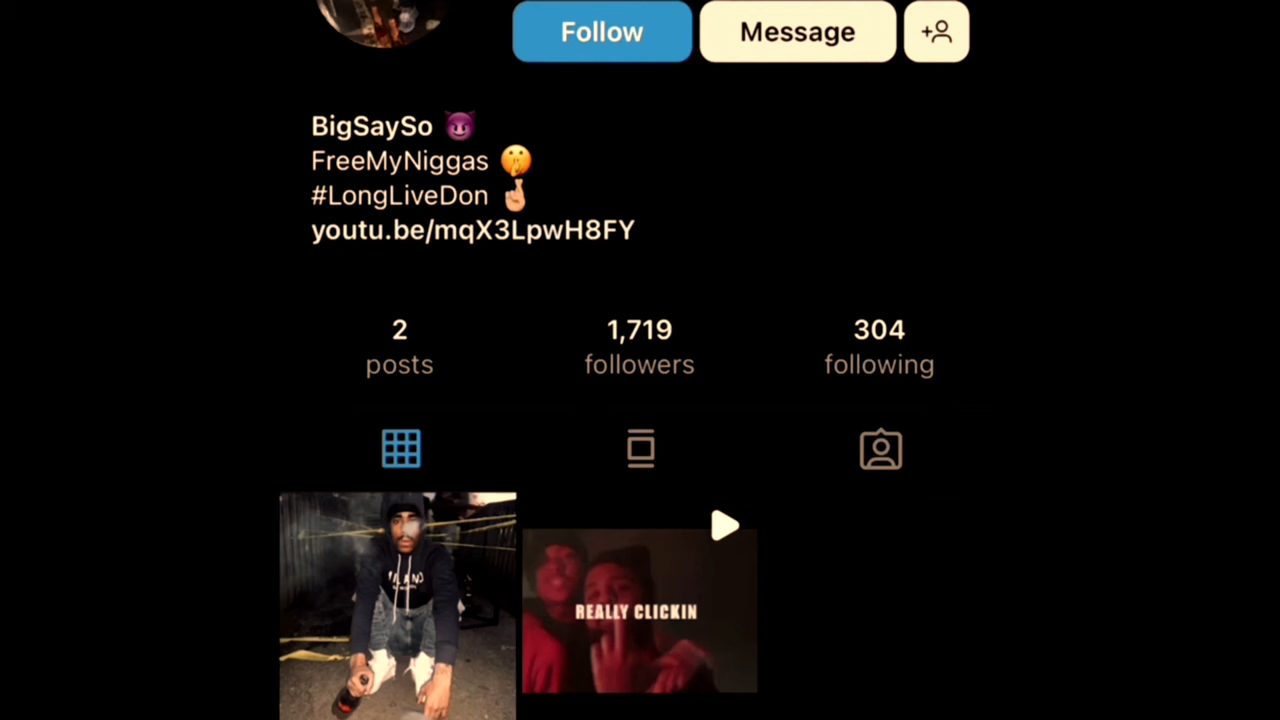 Follow
Message
BigSaySo 😈
FreeMyNiggas 🤫
#LongLiveDon 🤞🏼
youtu.be/mqX3LpwH8FY
2
1,719
304
posts
followers
following
REALLY CLICKIN